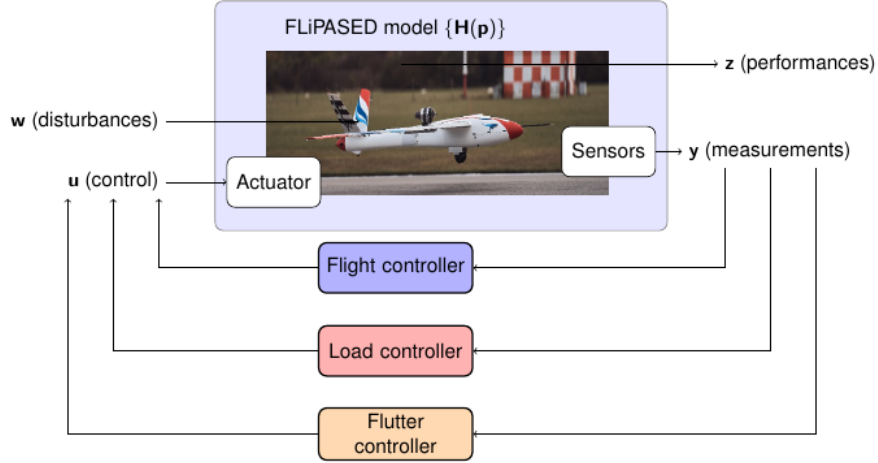 FLiPASED model {H(p)}
z (performances)
w (disturbances)
Sensors
y (measurements)
u (control)
Actuator
Flight controller
Load controller
Flutter
controller